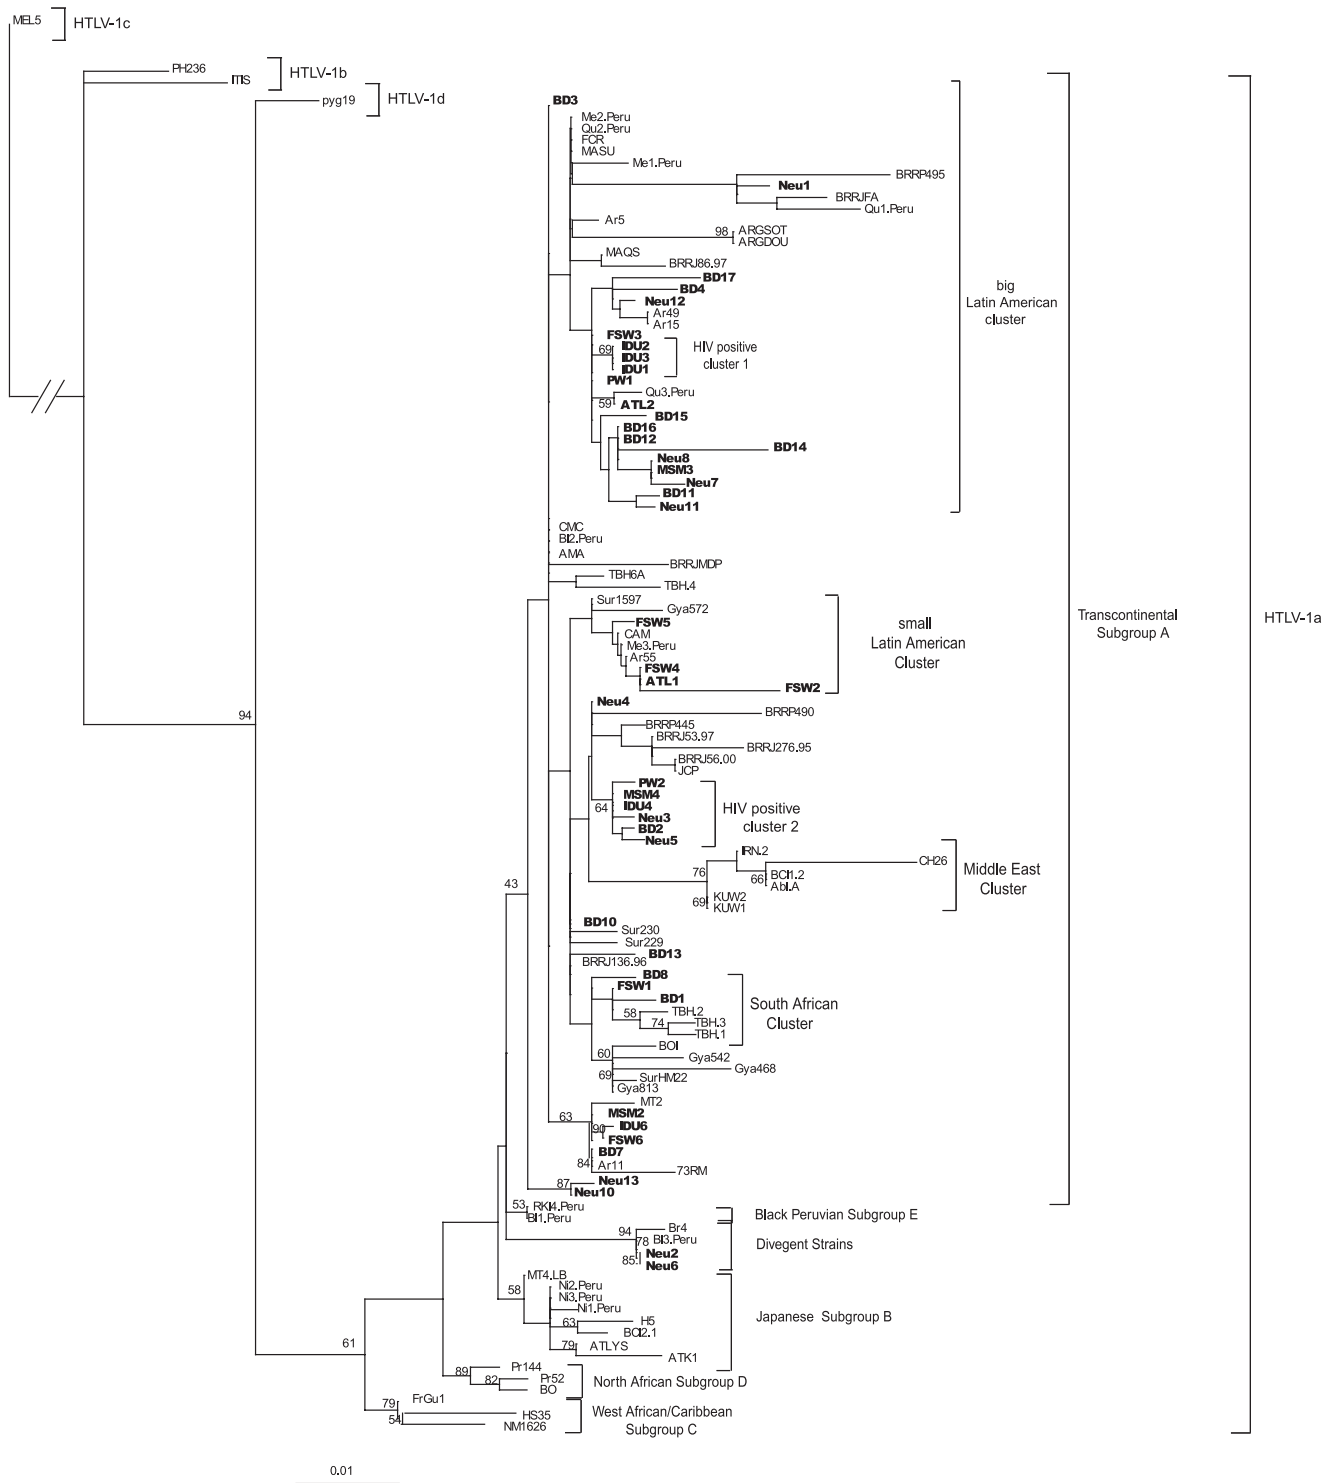 MEL5
HTLV-1c
PH236
ITIS
HTLV-1b
pyg19
HTLV-1d
BD3
Me2.Peru
Qu2.Peru
FCR
MASU
Me1.Peru
BRRP495
Neu1
BRRJFA
Qu1.Peru
Ar5
98
ARGSOT
ARGDOU
MAQS
BRRJ86.97
BD17
BD4
Neu12
Ar49
Ar15
big
Latin American
cluster
FSW3
69
IDU2
IDU3
IDU1
HIV positive
cluster 1
PW1
Qu3.Peru
59
ATL2
BD15
BD16
BD12
BD14
Neu8
MSM3
Neu7
BD11
Neu11
CMC
Bl2.Peru
AMA
BRRJMDP
TBH6A
TBH.4
Sur1597
Gya572
FSW5
CAM
Me3.Peru
Ar55
FSW4
ATL1
FSW2
small
Latin American
Cluster
Transcontinental
Subgroup A
HTLV-1a
Neu4
BRRP490
BRRP445
BRRJ53.97
BRRJ276.95
BRRJ56.00
JCP
94
PW2
MSM4
64
IDU4
Neu3
BD2
Neu5
HIV positive
cluster 2
IRN.2
CH26
76
66
BCI1.2
Abl.A
KUW2
69
KUW1
Middle East
Cluster
43
BD10
Sur230
Sur229
BD13
BRRJ136.96
BD8
FSW1
BD1
58
TBH.2
74
TBH.3
TBH.1
South African
Cluster
BOI
60
Gya542
Gya468
69
SurHM22
Gya813
MT2
63
MSM2
90
IDU6
FSW6
BD7
84
Ar11
73RM
87
Neu13
Neu10
53
RKI4.Peru
Bl1.Peru
Black Peruvian Subgroup E
94
Br4
78
Bl3.Peru
85
Neu2
Neu6
Divegent Strains
MT4.LB
58
Ni2.Peru
Ni3.Peru
Ni1.Peru
63
H5
BOI2.1
79
ATLYS
ATK1
Japanese Subgroup B
61
89
Pr144
82
Pr52
BO
North African Subgroup D
79
FrGu1
54
HS35
NM1626
West African/Caribbean
Subgroup C
0.01